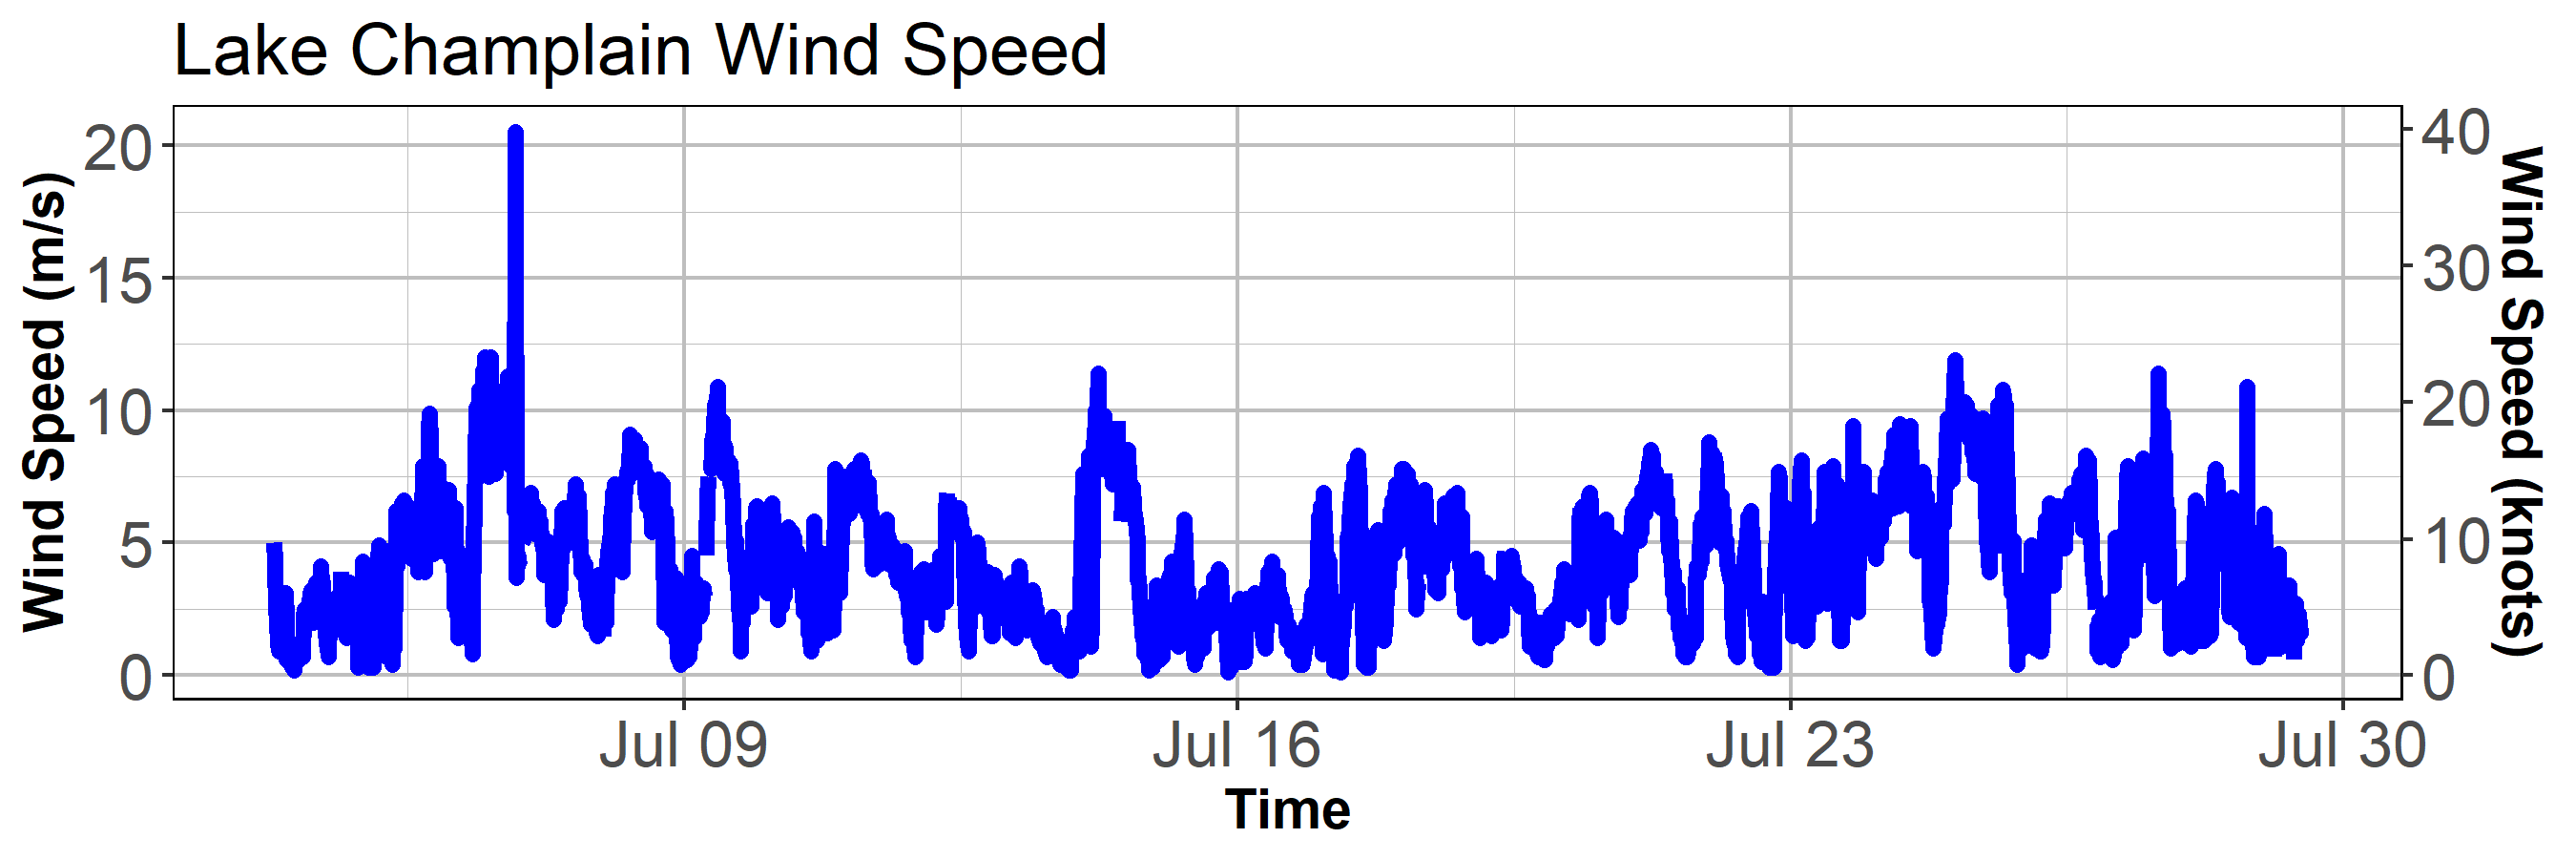 Lake Champlain Wind Speed
Wind Speed (m/s)
20
15
10
5
0
40
30
20
10
0
Wind Speed (knots)
Jul 09
Jul 16
Jul 23
Jul 30
Time